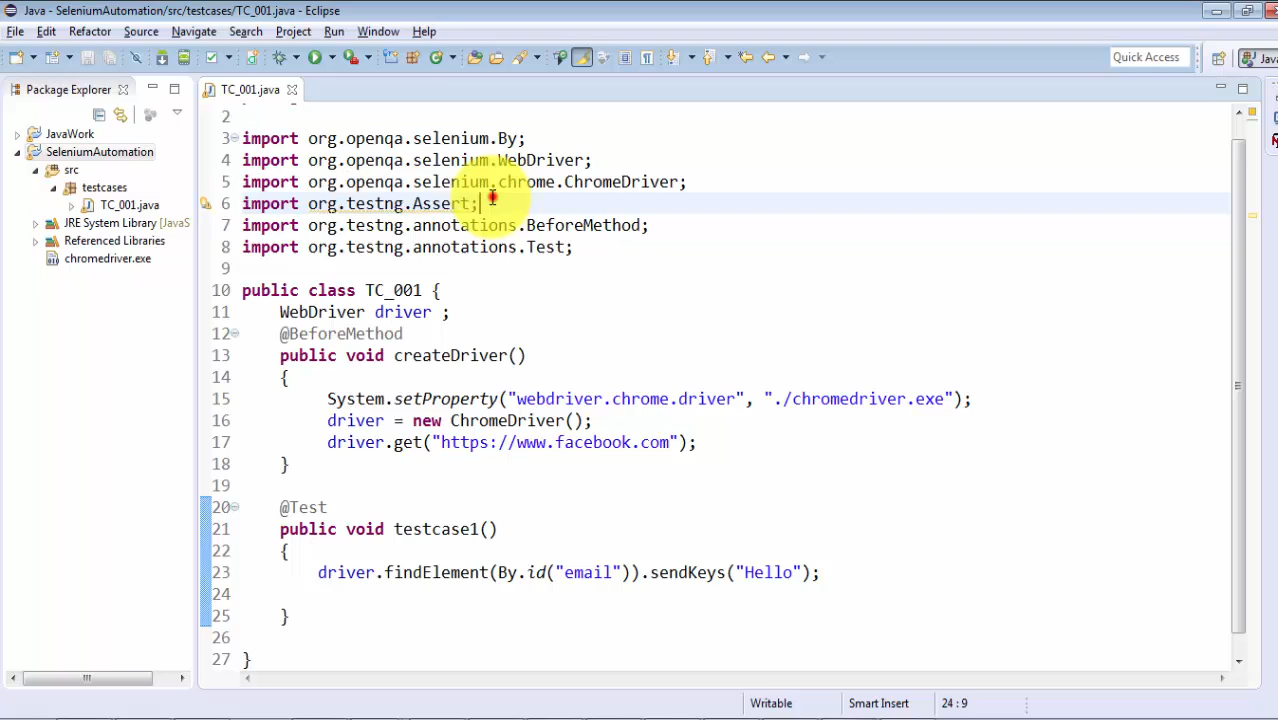 Java - SeleniumAutomation/src/testcases/TC_001.java - Eclipse
File Edit Refactor Source Navigate Search Project Run Window Help
Quick Access
Java
Package Explorer
TC_001.java
JavaWork
SeleniumAutomation
src
testcases
TC_001.java
JRE System Library [JavaS
Referenced Libraries
chromedriver.exe
2
3 import org.openqa.selenium.By;
4 import org.openqa.selenium.WebDriver;
5 import org.openqa.selenium.chrome.ChromeDriver;
6 import org.testng.Assert;
7 import org.testng.annotations.BeforeMethod;
8 import org.testng.annotations.Test;
9
10 public class TC_001 {
11 WebDriver driver ;
12 @BeforeMethod
13 public void createDriver()
14 {
15 System.setProperty("webdriver.chrome.driver", "./chromedriver.exe");
16 driver = new ChromeDriver();
17 driver.get("https://www.facebook.com");
18 }
19
20 @Test
21 public void testcase1()
22 {
23 driver.findElement(By.id("email")).sendKeys("Hello");
24
25 }
26
27 }
Writable Smart Insert 24 : 9